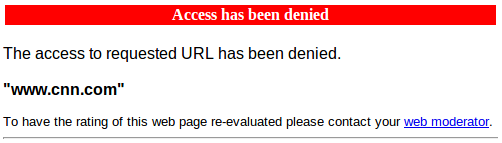 Access has been denied
The access to requested URL has been denied.
"www.cnn.com"
To have the rating of this web page re-evaluated please contact your web moderator.